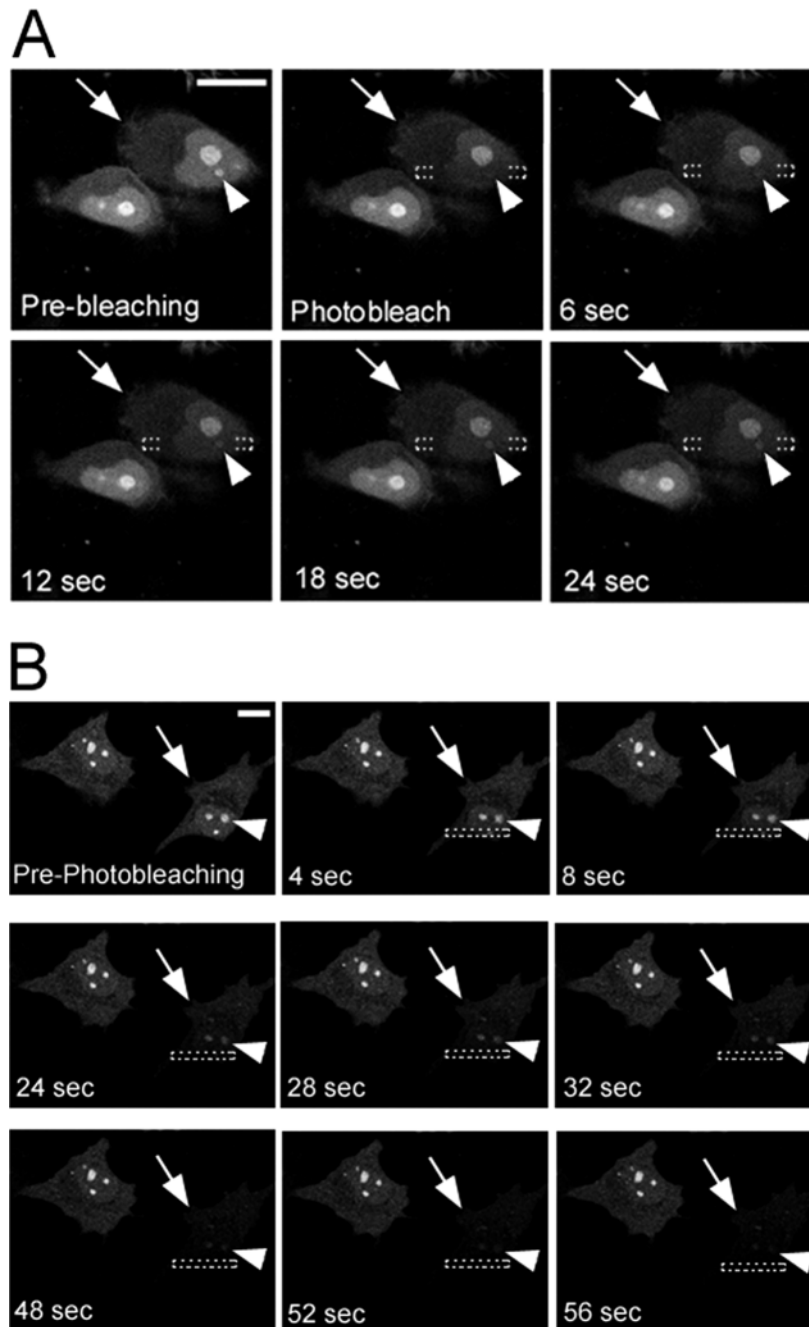 A
Pre-bleaching
Photobleach
6 sec
12 sec
18 sec
24 sec
B
Pre-Photobleaching
4 sec
8 sec
24 sec
28 sec
32 sec
48 sec
52 sec
56 sec